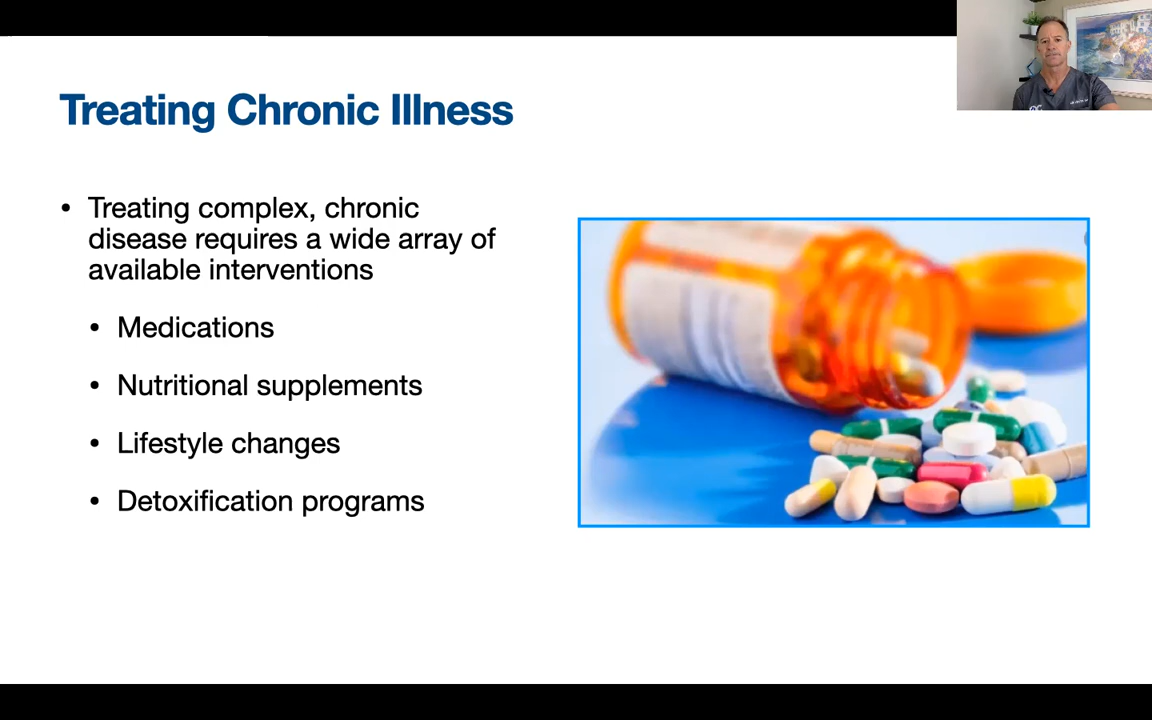 Treating Chronic Illness
• Treating complex, chronic
disease requires a wide array of
available interventions
• Medications
• Nutritional supplements
• Lifestyle changes
• Detoxification programs